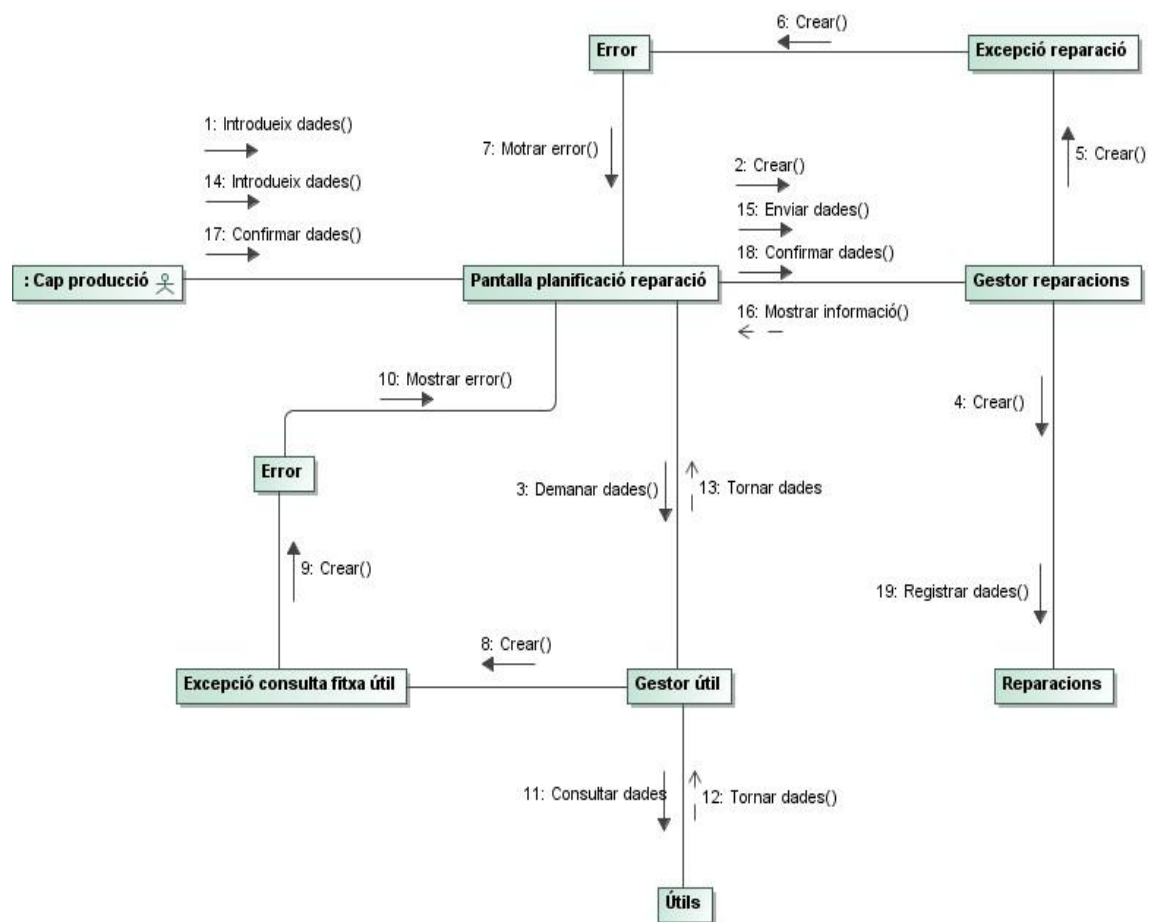 6: Crear()
Error
Excepció reparació
1: Introdueix dades()
7: Motrar error()
2: Crear()
5: Crear()
14: Introdueix dades()
15: Enviar dades()
17: Confirmar dades()
18: Confirmar dades()
: Cap producció
Pantalla planificació reparació
Gestor reparacions
16: Mostrar informació()
10: Mostrar error()
4: Crear()
Error
3: Demanar dades()
13: Tornar dades
9: Crear()
19: Registrar dades()
8: Crear()
Excepció consulta fitxa útil
Gestor útil
Reparacions
11: Consultar dades
12: Tornar dades()
Útils